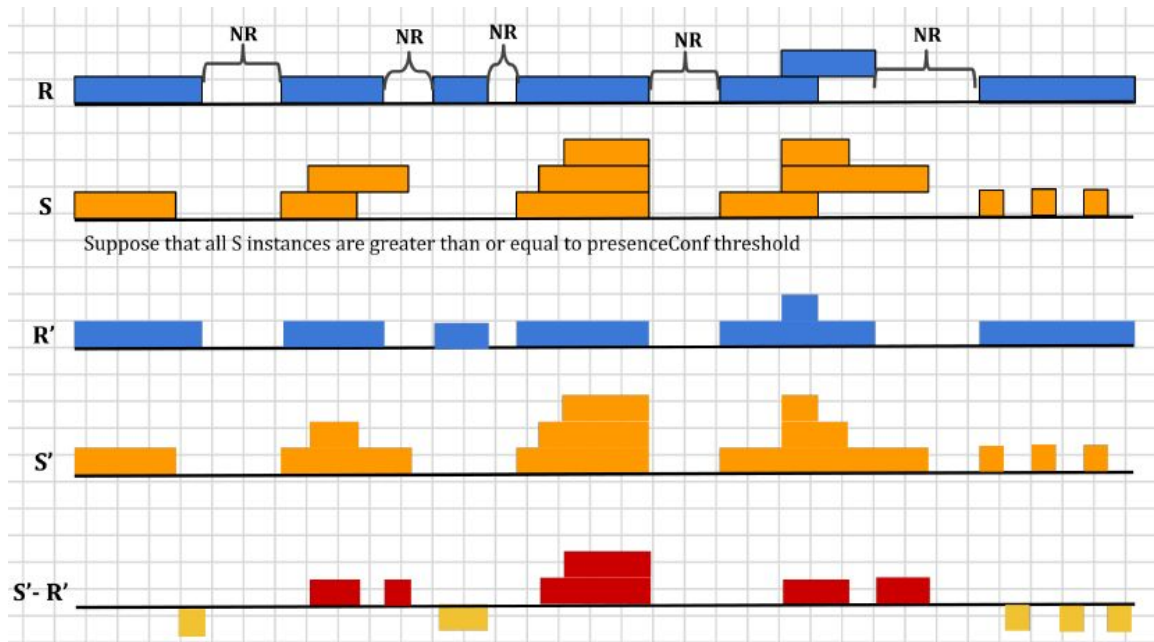 NR
NR
NR
NR
NR
R
S
Suppose that all S instances are greater than or equal to presenceConf threshold
R’
S’
S’- R’